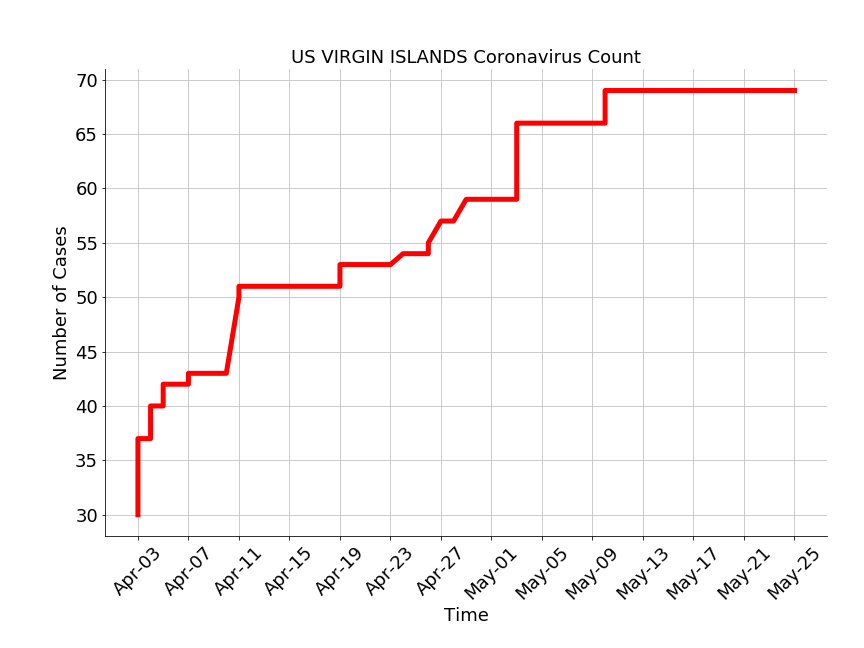 US VIRGIN ISLANDS Coronavirus Count
70
65
60
55
50
45
40
35
30
Number of Cases
Apr-03
Apr-07
Apr-11
Apr-15
Apr-19
Apr-23
Apr-27
May-01
May-05
May-09
May-13
May-17
May-21
May-25
Time